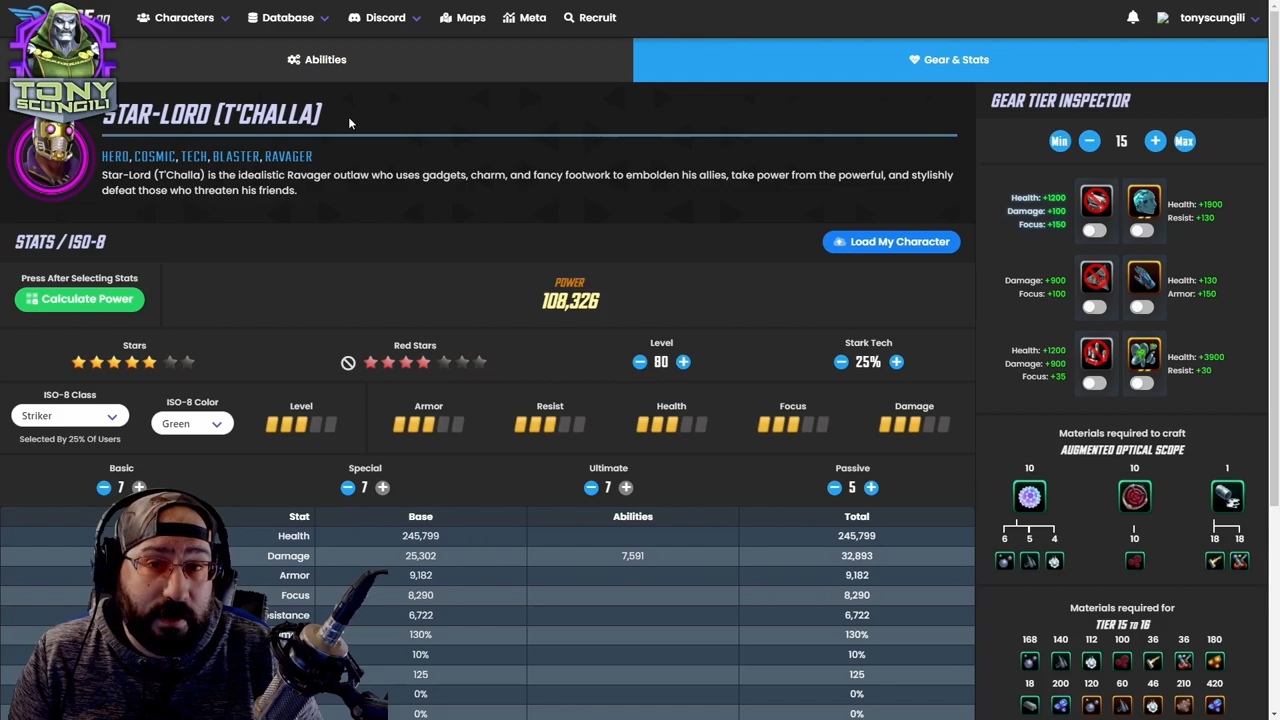 Characters
Database
Discord
Maps
Meta
Recruit
tonyscungili
TONY
SCUNGILI
Abilities
Gear & Stats
STAR-LORD (T'CHALLA)
HERO, COSMIC, TECH, BLASTER, RAVAGER
Star-Lord (T'Challa) is the idealistic Ravager outlaw who uses gadgets, charm, and fancy footwork to embolden his allies, take power from the powerful, and stylishly
defeat those who threaten his friends.
STATS / ISO-8
Load My Character
Press After Selecting Stats
Calculate Power
POWER
108,326
Stars
Red Stars
Level
80
Stark Tech
25%
ISO-8 Class
Striker
Selected By 25% Of Users
ISO-8 Color
Green
Level
Armor
Resist
Health
Focus
Damage
Basic
7
Special
7
Ultimate
7
Passive
5
Stat Base Abilities Total
Health 245,799 245,799
Damage 25,302 7,591 32,893
Armor 9,182 9,182
Focus 8,290 8,290
6,722 6,722
130% 130%
10% 10%
125 125
0% 0%
0% 0%
GEAR TIER INSPECTOR
Min 15 Max
Health: +1200
Damage: +100
Focus: +150
Health: +1900
Resist: +130
Damage: +900
Focus: +100
Health: +130
Armor: +150
Health: +1200
Damage: +900
Focus: +35
Health: +3900
Resist: +30
Materials required to craft
AUGMENTED OPTICAL SCOPE
10 10 1
6 5 4 10 18 18
Materials required for
TIER 15 TO 16
168 140 112 100 36 36 180
18 200 120 60 46 210 420